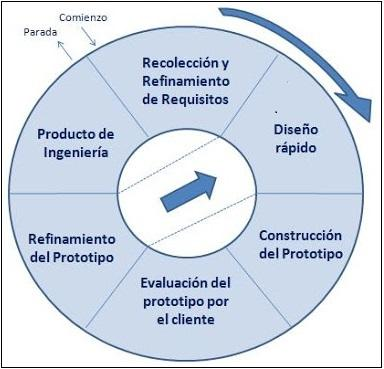 Comienzo
Parada
Recolección y
Refinamiento
de Requisitos
Diseño
rápido
Construcción
del Prototipo
Evaluación del
prototipo por
el cliente
Refinamiento
del Prototipo
Producto de
Ingeniería